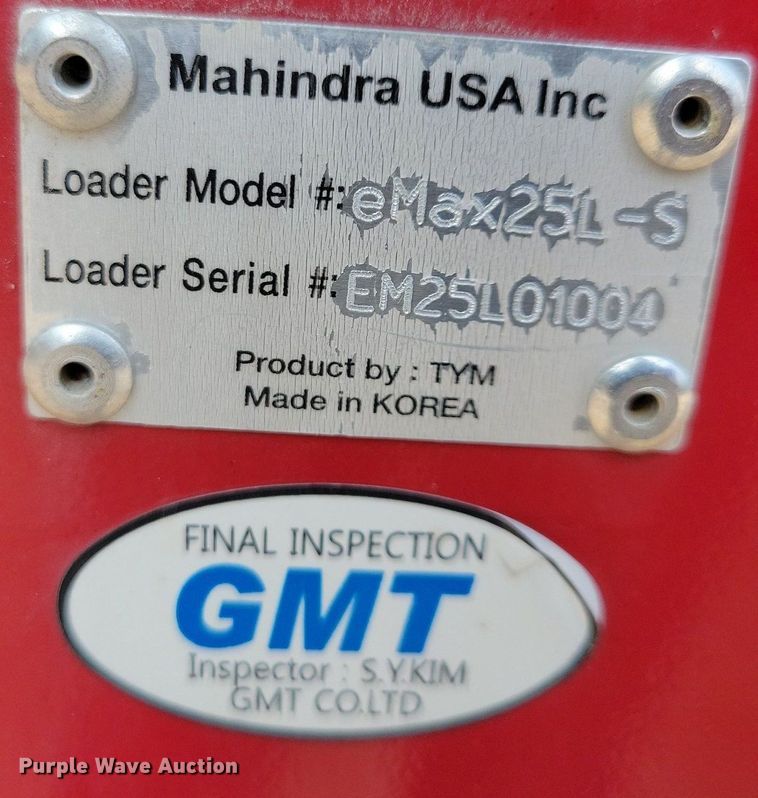 Mahindra USA Inc
Loader Model #: eMax25L-S
Loader Serial #: EM25L01004
Product by : TYM
Made in KOREA
FINAL INSPECTION
GMT
Inspector : S.Y.KIM
GMT CO.LTD
Purple Wave Auction